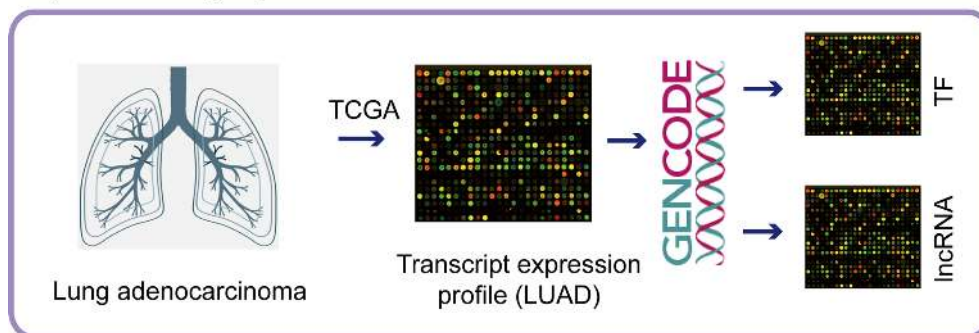 TCGA
GENCODE
TF
lncRNA
Transcript expression
profile (LUAD)
Lung adenocarcinoma